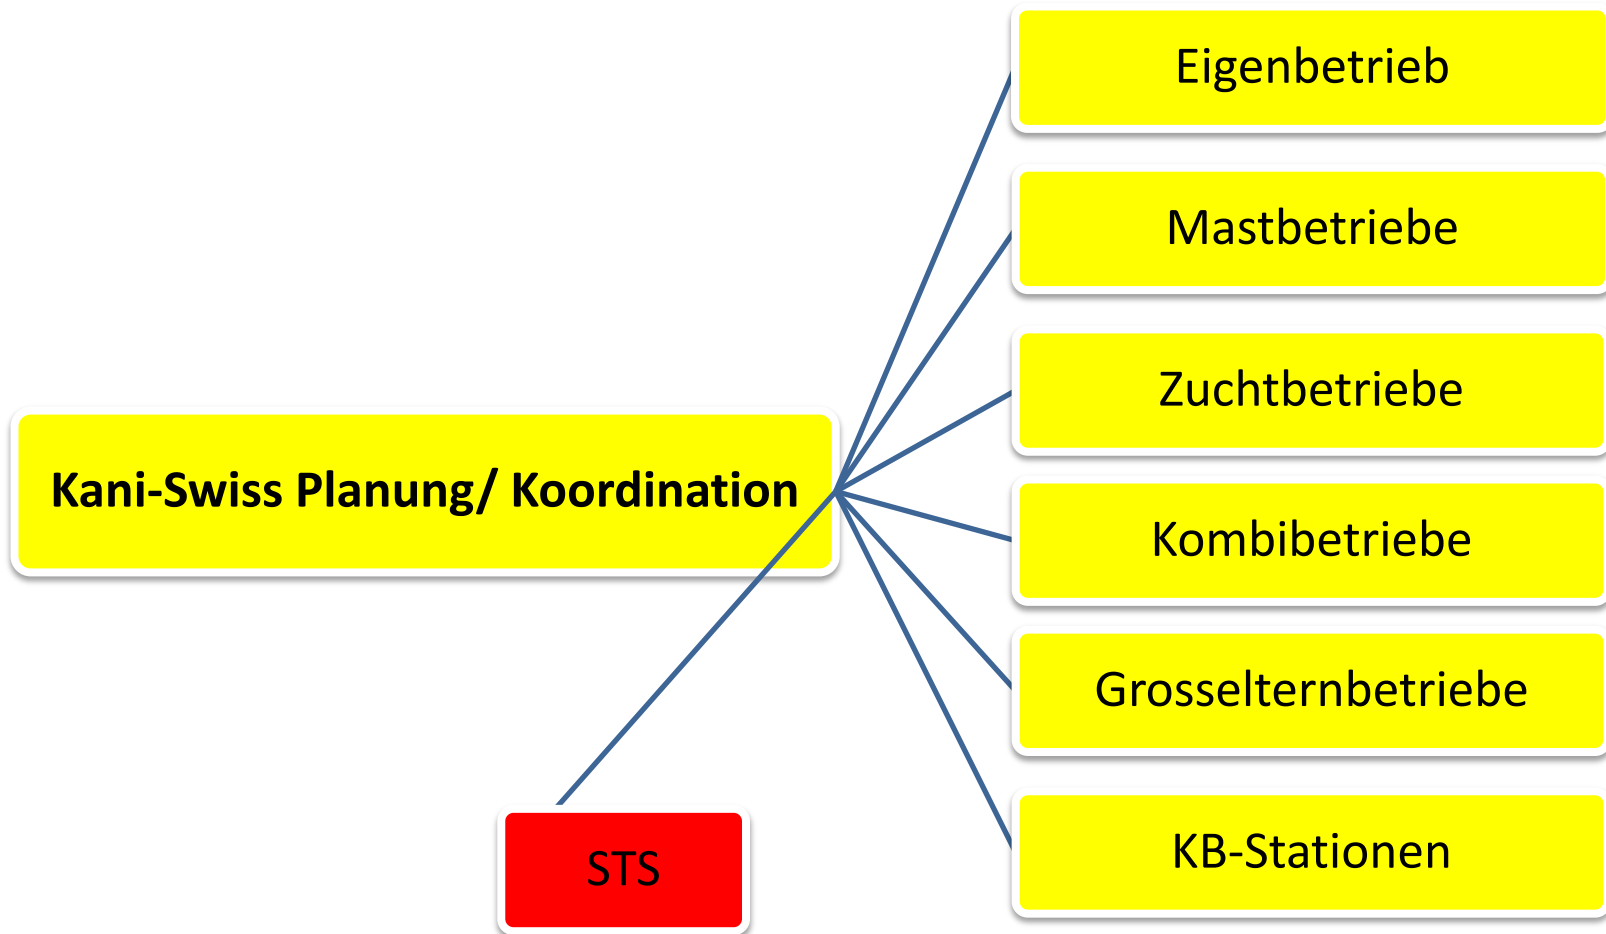 Eigenbetrieb
Mastbetriebe
Zuchtbetriebe
Kani-Swiss Planung/ Koordination
Kombibetriebe
Grosselternbetriebe
KB-Stationen
STS